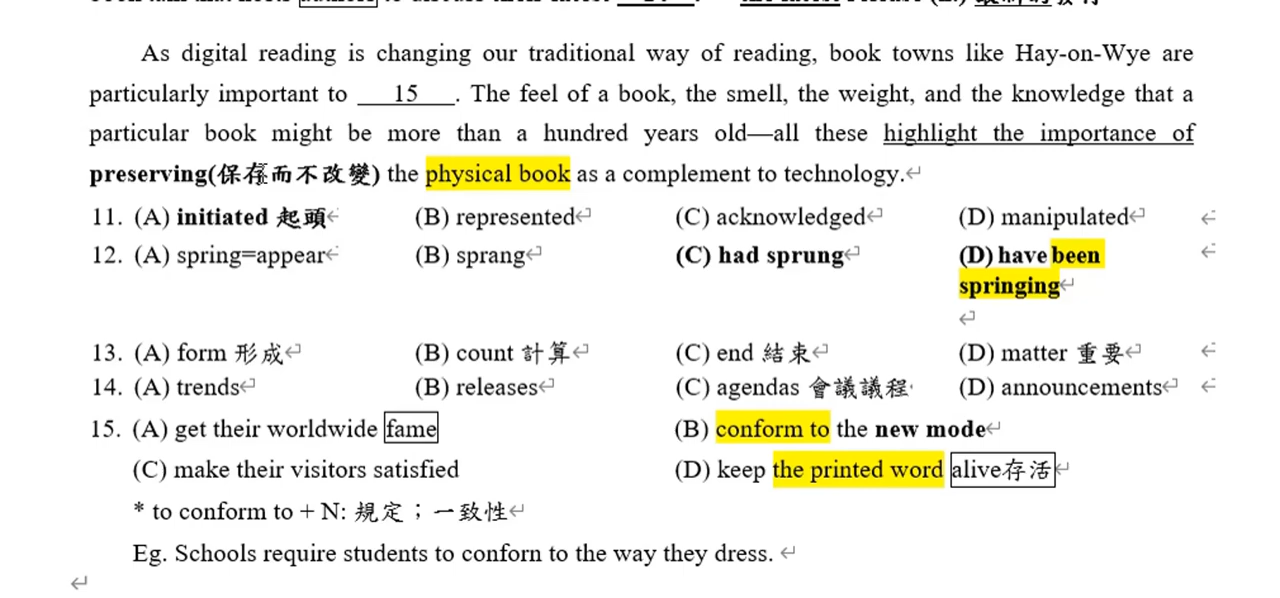 As digital reading is changing our traditional way of reading, book towns like Hay-on-Wye are
particularly important to 15 . The feel of a book, the smell, the weight, and the knowledge that a
particular book might be more than a hundred years old—all these highlight the importance of
preserving(保存而不改變) the physical book as a complement to technology.
11. (A) initiated 起頭 (B) represented (C) acknowledged (D) manipulated
12. (A) spring=appear (B) sprang (C) had sprung (D) have been
springing
13. (A) form 形成 (B) count 計算 (C) end 結束 (D) matter 重要
14. (A) trends (B) releases (C) agendas 會議議程 (D) announcements
15. (A) get their worldwide fame (B) conform to the new mode
(C) make their visitors satisfied (D) keep the printed word alive存活
* to conform to + N: 規定；一致性
Eg. Schools require students to conforn to the way they dress.